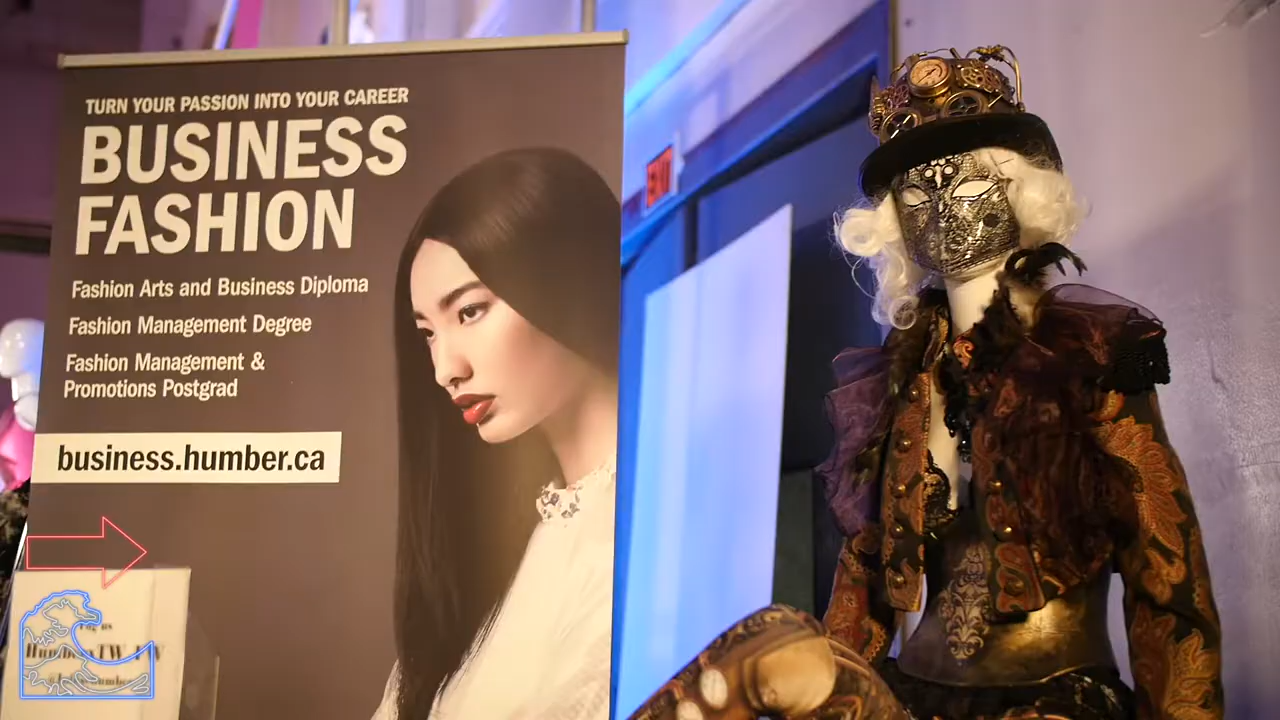 TURN YOUR PASSION INTO YOUR CAREER
BUSINESS
FASHION
Fashion Arts and Business Diploma
Fashion Management Degree
Fashion Management &
Promotions Postgrad
business.humber.ca
EXIT